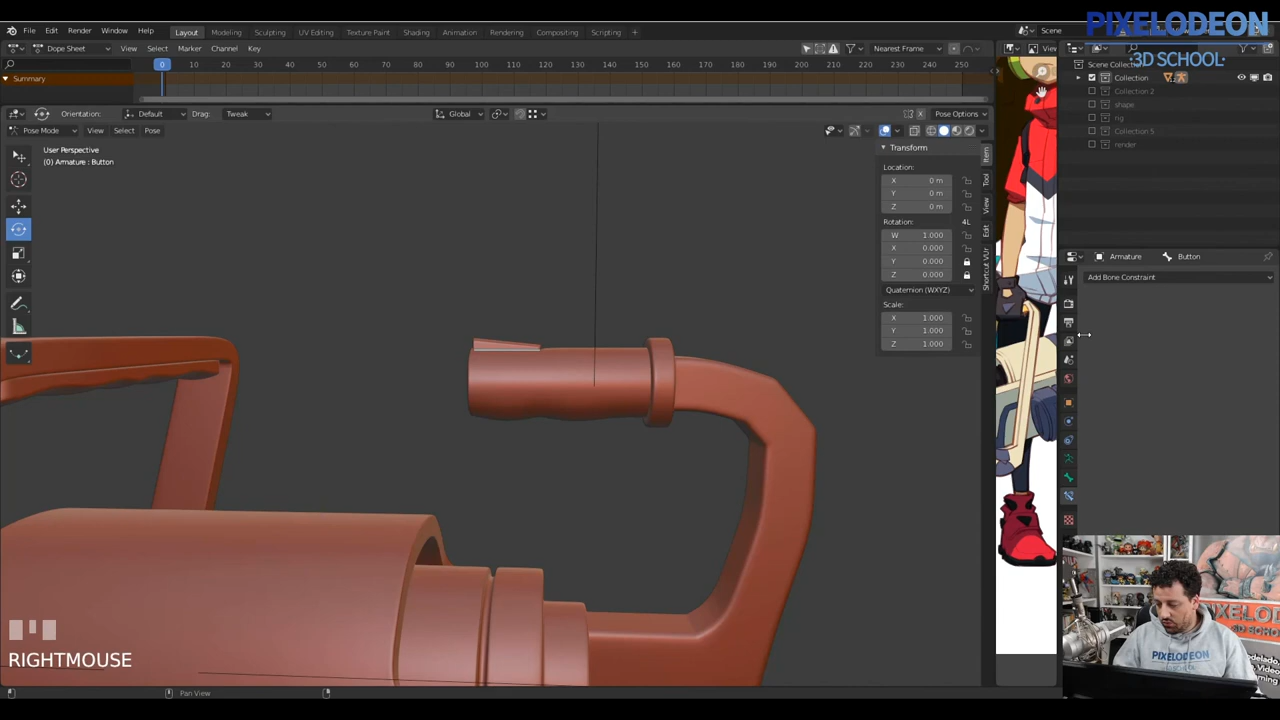 File Edit Render Window Help Layout Modeling Sculpting UV Editing Texture Paint Shading Animation Rendering Compositing Scripting Scene
PIXELODEON
3D SCHOOL
Dope Sheet View Select Marker Channel Key Nearest Frame View
0 10 20 30 40 50 60 70 80 90 100 110 120 130 140 150 160 170 180 190 200 210 220 230 240 250
Summary
Scene Collection
Collection
Collection 2
shape
rig
Collection 5
render
Orientation: Default Drag: Tweak Global Pose Options
Pose Mode View Select Pose
User Perspective
(0) Armature : Button
Transform
Location:
X 0 m
Y 0 m
Z 0 m
Rotation: 4L
W 1.000
X 0.000
Y 0.000
Z 0.000
Quaternion (WXYZ)
Scale:
X 1.000
Y 1.000
Z 1.000
Item
Tool
View
Edit
Shortcut VUr
Armature Button
Add Bone Constraint
RIGHTMOUSE
Pan View
PIXELODEON
3D SCHOOL